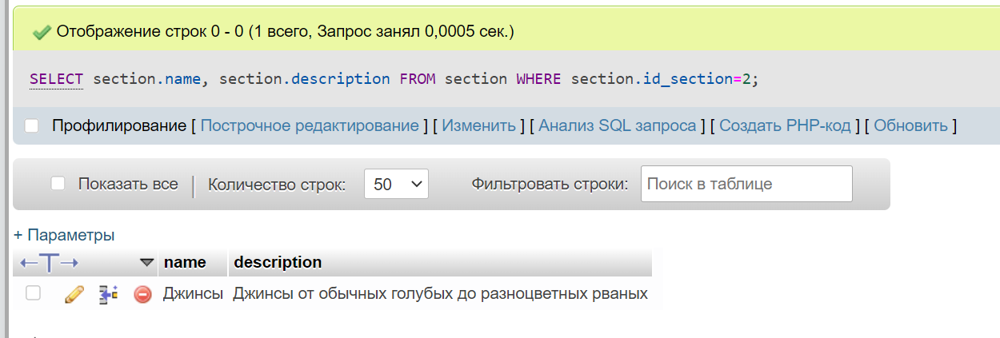 Отображение строк 0 - 0 (1 всего, Запрос занял 0,0005 сек.)
SELECT section.name, section.description FROM section WHERE section.id_section=2;
Профилирование [ Построчное редактирование ] [ Изменить ] [ Анализ SQL запроса ] [ Создать PHP-код ] [ Обновить ]
Показать все | Количество строк: 50 Фильтровать строки: Поиск в таблице
+ Параметры
←T→ name description
Джинсы Джинсы от обычных голубых до разноцветных рваных